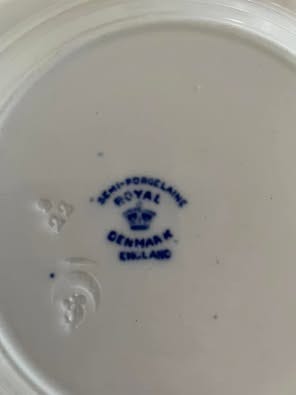 SEMI-PORCELAINE
ROYAL
DENMARK
ENGLAND